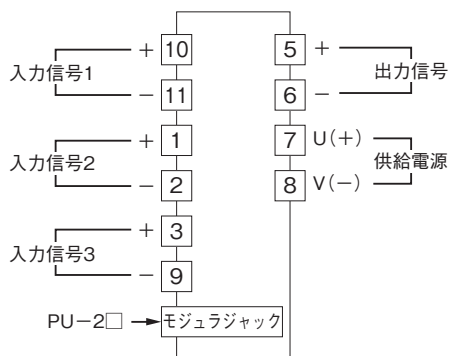 + 10 5 +
入力信号1 出力信号
− 11 6 −
+ 1 7 U(+)
入力信号2 供給電源
− 2 8 V(−)
+ 3
入力信号3
− 9
PU−2□ モジュラジャック